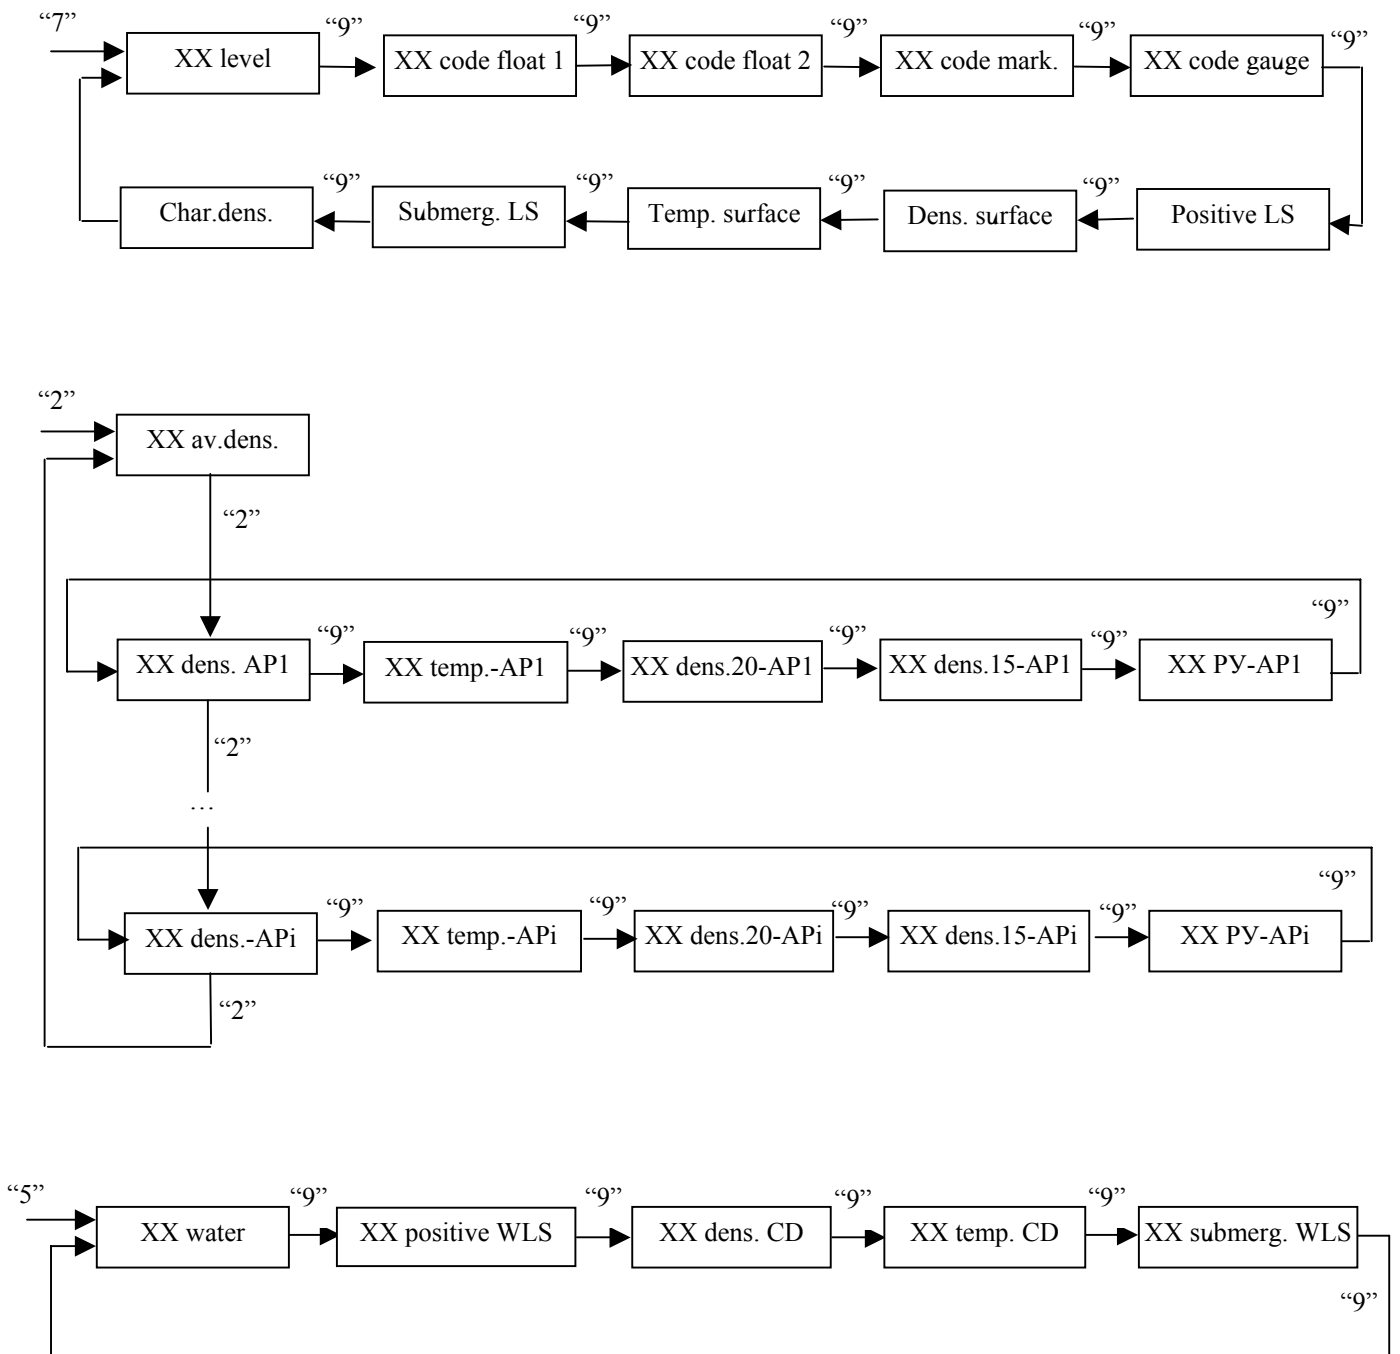 “7” “9” “9” “9” “9” “9”
XX level XX code float 1 XX code float 2 XX code mark. XX code gauge
“9” “9” “9” “9”
Char.dens. Submerg. LS Temp. surface Dens. surface Positive LS
“2”
XX av.dens.
“2”
“9”
“9” “9” “9” “9”
XX dens. AP1 XX temp.-AP1 XX dens.20-AP1 XX dens.15-AP1 XX РУ-AP1
“2”
…
“9”
“9” “9” “9” “9”
XX dens.-APi XX temp.-APi XX dens.20-APi XX dens.15-APi XX РУ-APi
“2”
“5” “9” “9” “9” “9”
XX water XX positive WLS XX dens. CD XX temp. CD XX submerg. WLS
“9”